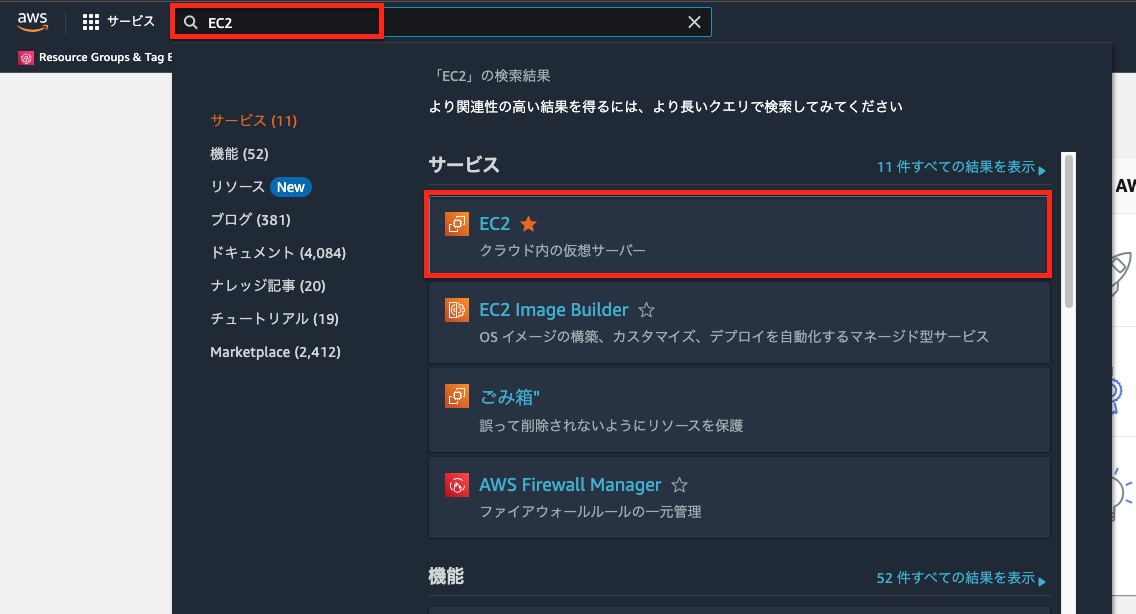 aws
サービス
EC2
Resource Groups & Tag E
「EC2」の検索結果
より関連性の高い結果を得るには、より長いクエリで検索してみてください
サービス (11)
機能 (52)
リソース New
ブログ (381)
ドキュメント (4,084)
ナレッジ記事 (20)
チュートリアル (19)
Marketplace (2,412)
サービス
11 件すべての結果を表示
EC2
クラウド内の仮想サーバー
EC2 Image Builder
OS イメージの構築、カスタマイズ、デプロイを自動化するマネージド型サービス
ごみ箱"
誤って削除されないようにリソースを保護
AWS Firewall Manager
ファイアウォールルールの一元管理
機能
52 件すべての結果を表示
AW